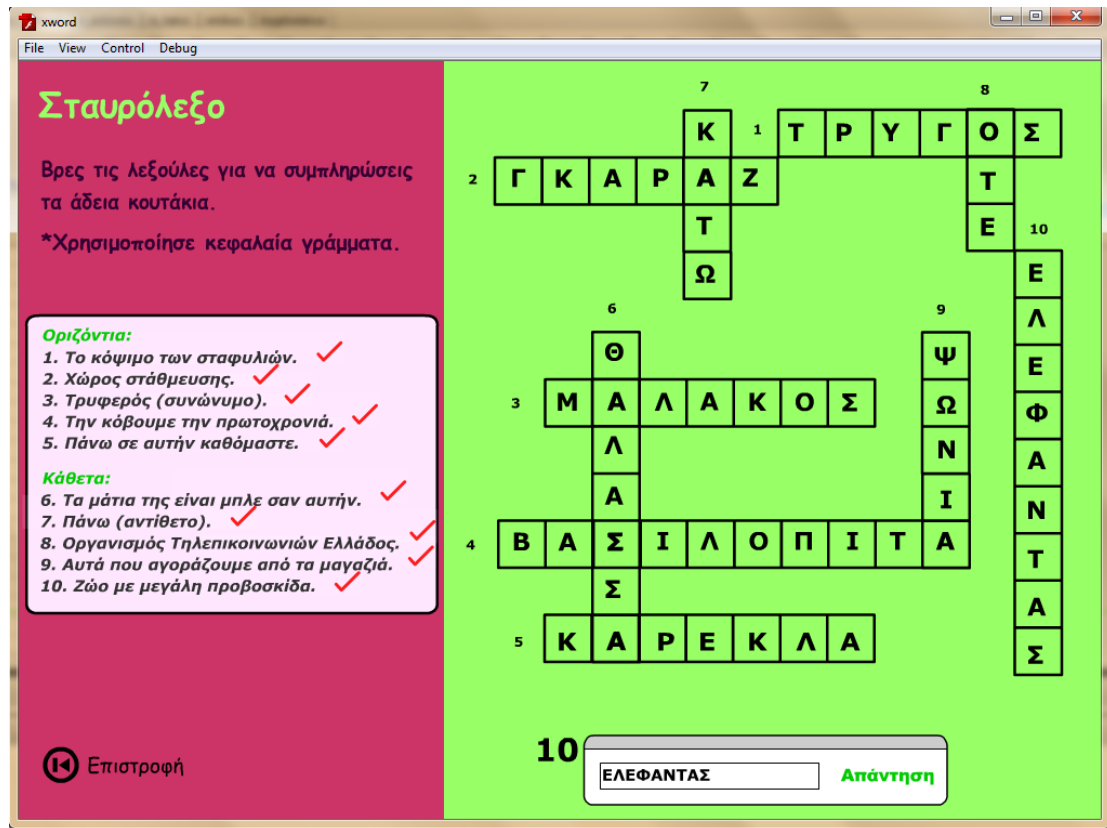 xword
File View Control Debug
Σταυρόλεξο
Βρες τις λεξούλες για να συμπληρώσεις
τα άδεια κουτάκια.
*Χρησιμοποίησε κεφαλαία γράμματα.
Οριζόντια:
1. Το κόψιμο των σταφυλιών.
2. Χώρος στάθμευσης.
3. Τρυφερός (συνώνυμο).
4. Την κόβουμε την πρωτοχρονιά.
5. Πάνω σε αυτήν καθόμαστε.
Κάθετα:
6. Τα μάτια της είναι μπλε σαν αυτήν.
7. Πάνω (αντίθετο).
8. Οργανισμός Τηλεπικοινωνιών Ελλάδος.
9. Αυτά που αγοράζουμε από τα μαγαζιά.
10. Ζώο με μεγάλη προβοσκίδα.
Επιστροφή
7 8
Κ 1 Τ Ρ Υ Γ Ο Σ
2 Γ Κ Α Ρ Α Ζ Τ
Τ Ε 10
Ω Ε
6 9 Λ
Θ Ψ Ε
3 Μ Α Λ Α Κ Ο Σ Ω Φ
Λ Ν Α
Α Ι Ν
4 Β Α Σ Ι Λ Ο Π Ι Τ Α Τ
Σ Α
5 Κ Α Ρ Ε Κ Λ Α Σ
10
ΕΛΕΦΑΝΤΑΣ Απάντηση